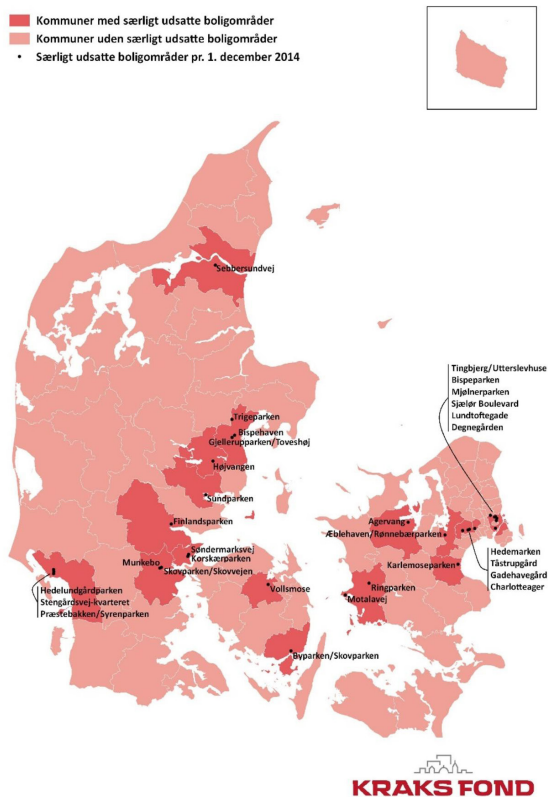 Kommuner med særligt udsatte boligområder
Kommuner uden særligt udsatte boligområder
Særligt udsatte boligområder pr. 1. december 2014
Sebbersundvej
Tingbjerg/Utterslevhuse
Bispeparken
Mjølnerparken
Sjælør Boulevard
Lundtoftegade
Degnegården
Trigeparken
Bispehaven
Gjellerupparken/Toveshøj
Højvangen
Sundparken
Finlandsparken
Agervang
Æblehaven/Rønnebærparken
Søndermarksvej
Korskærparken
Munkebo
Skovparken/Skovvejen
Hedemarken
Tåstrupgård
Gadehavegård
Charlotteager
Karlemoseparken
Hedelundgårdparken
Stengårdsvej-kvarteret
Præstebakken/Syrenparken
Vollsmose
Ringparken
Motalavej
Byparken/Skovparken
KRAKS FOND